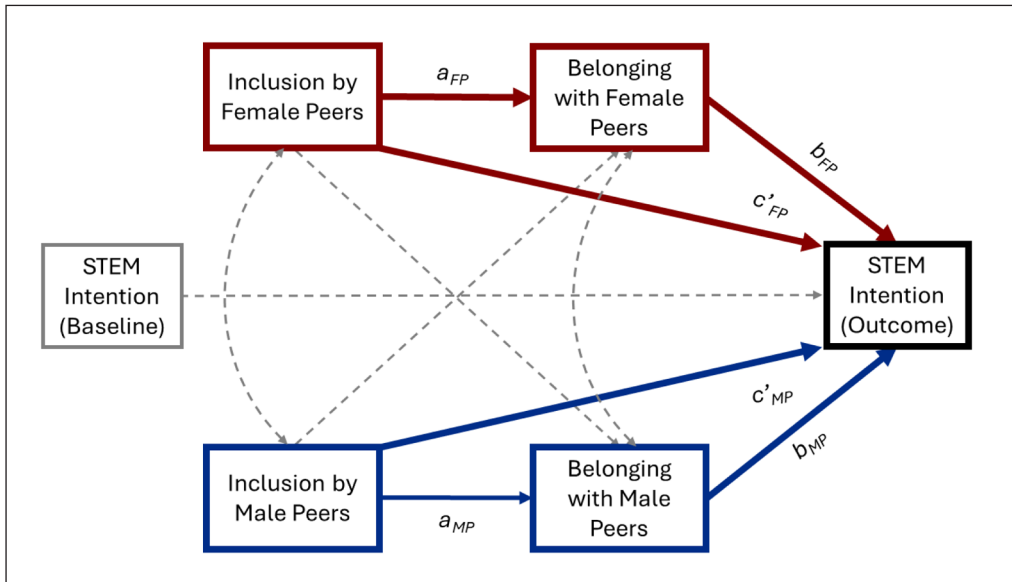 Inclusion by
Female Peers
a_FP
Belonging
with Female
Peers
b_FP
c'_FP
STEM
Intention
(Baseline)
STEM
Intention
(Outcome)
c'_MP
b_MP
Inclusion by
Male Peers
a_MP
Belonging
with Male
Peers